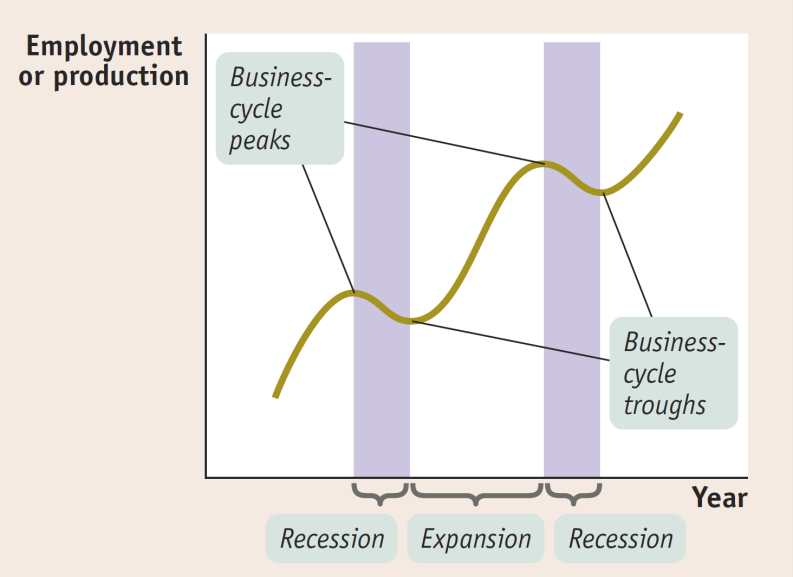 Employment
or production
Business-
cycle
peaks
Business-
cycle
troughs
Year
Recession
Expansion
Recession